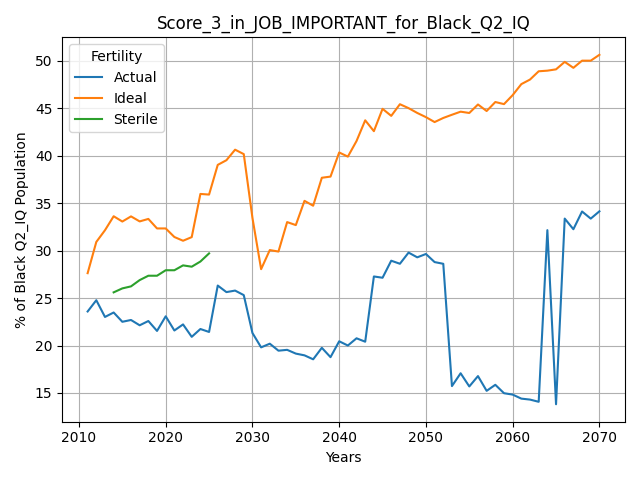 Score_3_in_JOB_IMPORTANT_for_Black_Q2_IQ
Fertility
Actual
Ideal
Sterile
% of Black Q2_IQ Population
50
45
40
35
30
25
20
15
2010
2020
2030
2040
2050
2060
2070
Years